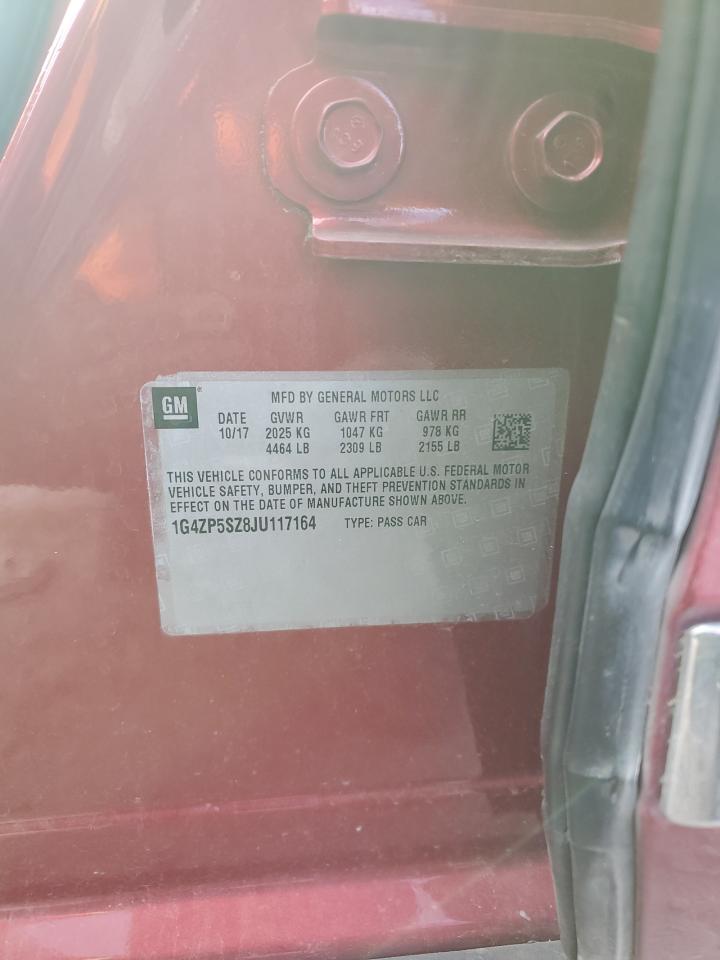 GM
MFD BY GENERAL MOTORS LLC
DATE GVWR GAWR FRT GAWR RR
10/17 2025 KG 1047 KG 978 KG
4464 LB 2309 LB 2155 LB
THIS VEHICLE CONFORMS TO ALL APPLICABLE U.S. FEDERAL MOTOR
VEHICLE SAFETY, BUMPER, AND THEFT PREVENTION STANDARDS IN
EFFECT ON THE DATE OF MANUFACTURE SHOWN ABOVE.
1G4ZP5SZ8JU117164 TYPE: PASS CAR